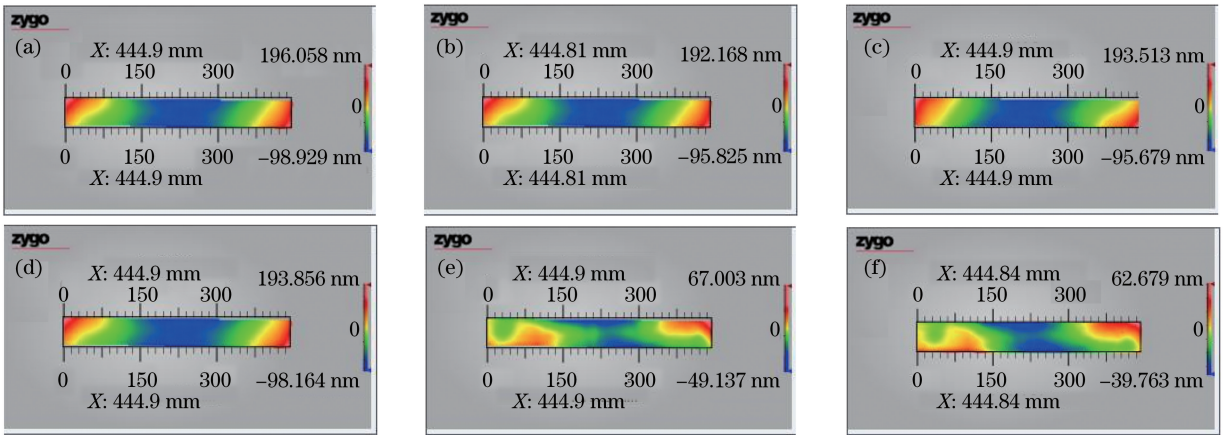 zygo
(a)
X: 444.9 mm
196.058 nm
0 150 300
0
0 150 300
−98.929 nm
X: 444.9 mm
zygo
(b)
X: 444.81 mm
192.168 nm
0 150 300
0
0 150 300
−95.825 nm
X: 444.81 mm
zygo
(c)
X: 444.9 mm
193.513 nm
0 150 300
0
0 150 300
−95.679 nm
X: 444.9 mm
zygo
(d)
X: 444.9 mm
193.856 nm
0 150 300
0
0 150 300
−98.164 nm
X: 444.9 mm
zygo
(e)
X: 444.9 mm
67.003 nm
0 150 300
0
0 150 300
−49.137 nm
X: 444.9 mm
zygo
(f)
X: 444.84 mm
62.679 nm
0 150 300
0
0 150 300
−39.763 nm
X: 444.84 mm